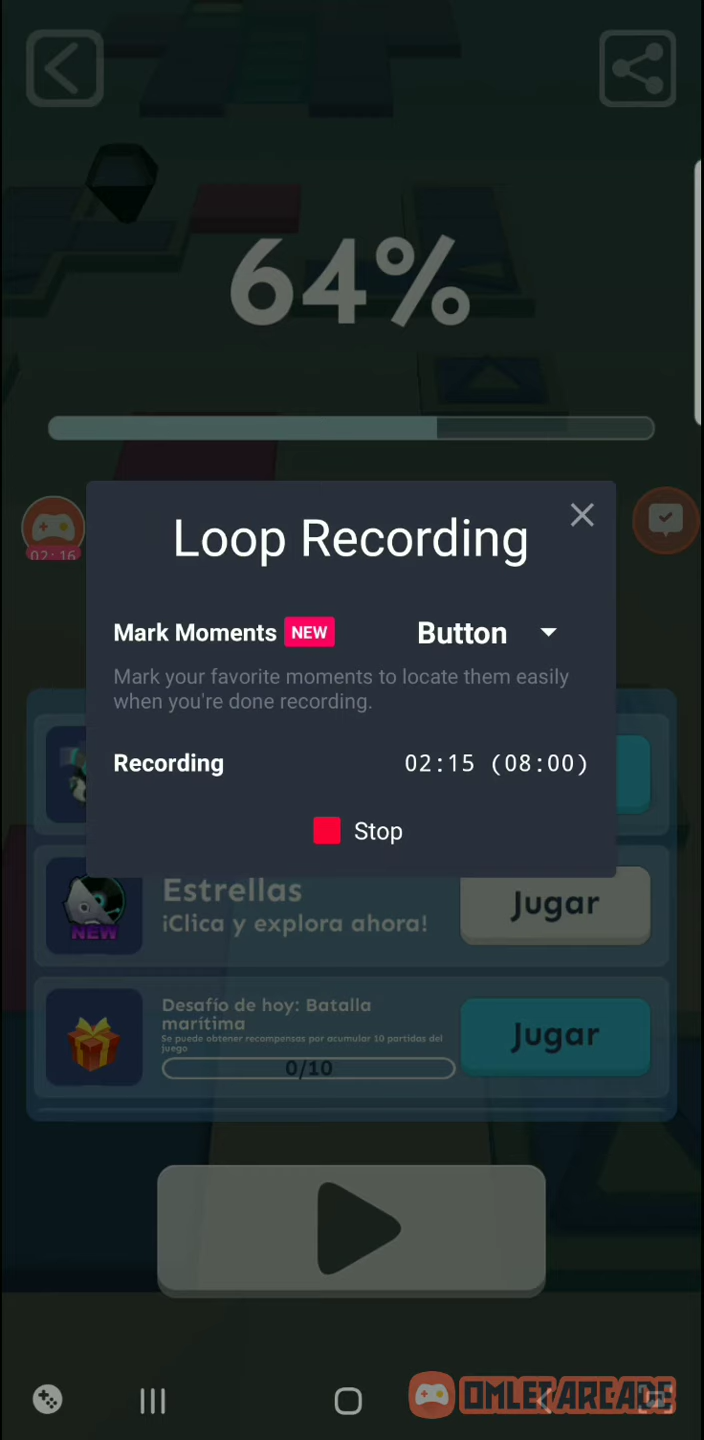 64%
02:16
Loop Recording
Mark Moments NEW Button
Mark your favorite moments to locate them easily
when you're done recording.
Recording 02:15 (08:00)
Stop
Estrellas
¡Clica y explora ahora!
Jugar
NEW
Desafío de hoy: Batalla
marítima
Se puede obtener recompensas por acumular 10 partidas del
juego
0/10
Jugar
OMLET ARCADE